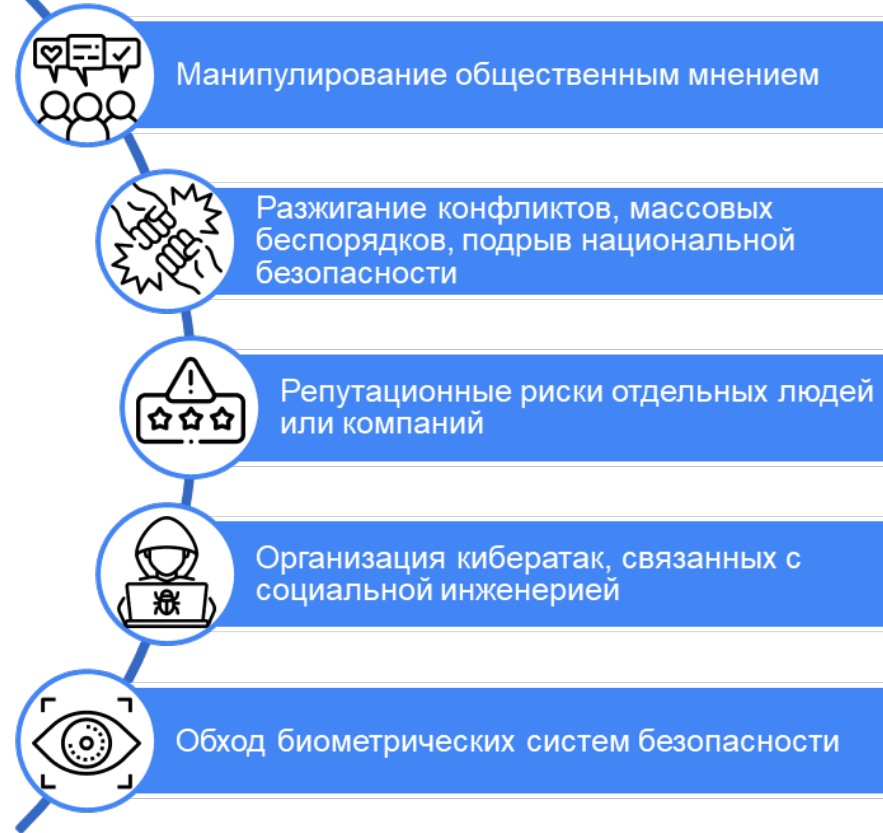 Манипулирование общественным мнением
Разжигание конфликтов, массовых
беспорядков, подрыв национальной
безопасности
Репутационные риски отдельных людей
или компаний
Организация кибератак, связанных с
социальной инженерией
Обход биометрических систем безопасности